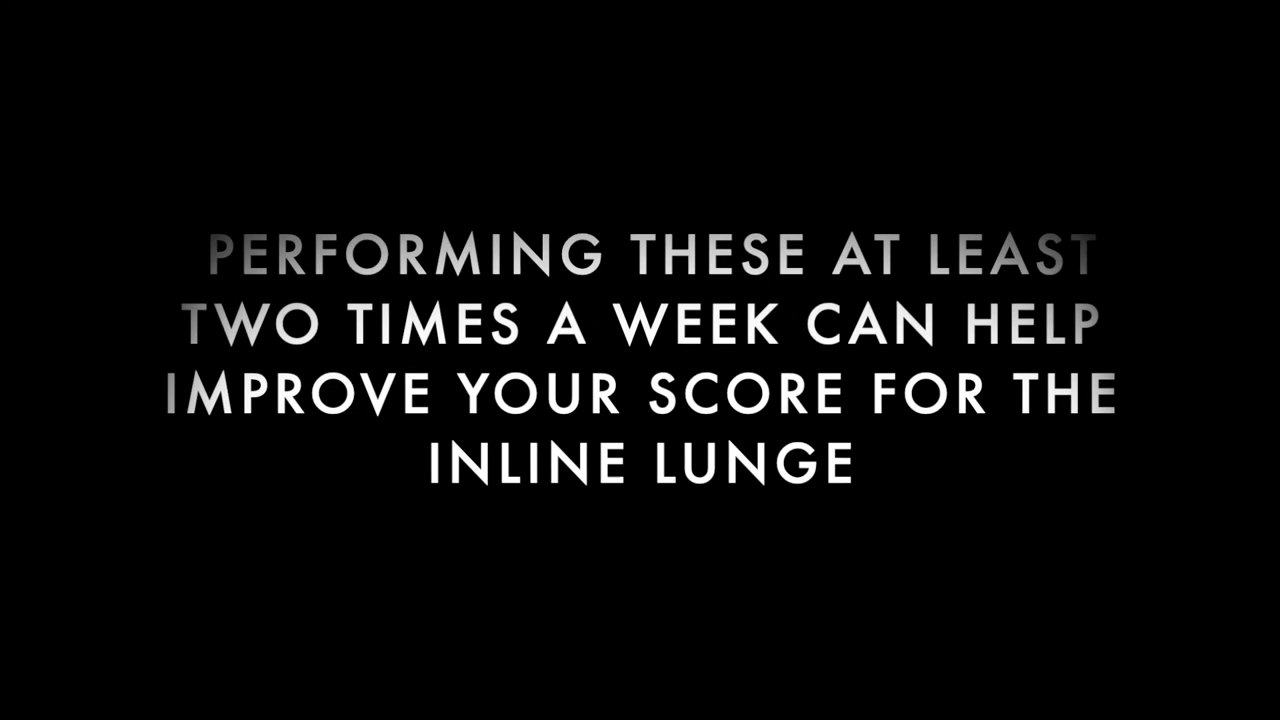 PERFORMING THESE AT LEAST
TWO TIMES A WEEK CAN HELP
IMPROVE YOUR SCORE FOR THE
INLINE LUNGE